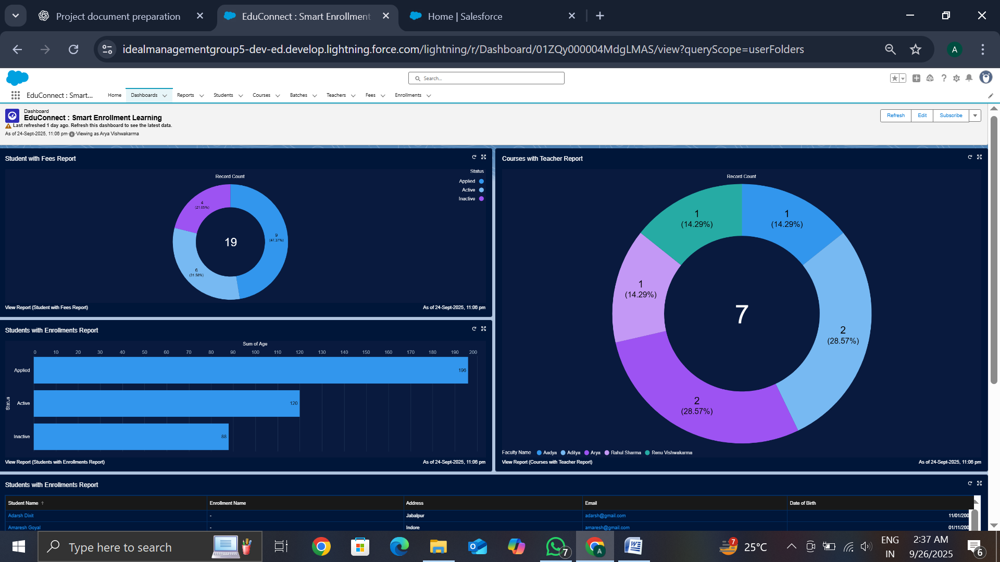 Project document preparation
EduConnect : Smart Enrollment
Home | Salesforce
idealmanagementgroup5-dev-ed.develop.lightning.force.com/lightning/r/Dashboard/01ZQy000004MdgLMAS/view?queryScope=userFolders
A
Search...
EduConnect : Smart...
Home
Dashboards
Reports
Students
Courses
Batches
Teachers
Fees
Enrollments
Dashboard
EduConnect : Smart Enrollment Learning
Last refreshed 1 day ago. Refresh this dashboard to see the latest data.
As of 24-Sept-2025, 11:06 pm·Viewing as Arya Vishwakarma
Refresh
Edit
Subscribe
Student with Fees Report
Record Count
Status
Applied
Active
Inactive
4
(21.05%)
9
(47.37%)
19
6
(31.58%)
View Report (Student with Fees Report)
As of 24-Sept-2025, 11:06 pm
Courses with Teacher Report
Record Count
1
(14.29%)
1
(14.29%)
1
(14.29%)
7
2
(28.57%)
2
(28.57%)
Faculty Name Aadya Aditya Arya Rahul Sharma Renu Vishwakarma
View Report (Courses with Teacher Report)
As of 24-Sept-2025, 11:06 pm
Students with Enrollments Report
Sum of Age
0 10 20 30 40 50 60 70 80 90 100 110 120 130 140 150 160 170 180 190 200
Status
Applied
196
Active
120
Inactive
88
View Report (Students with Enrollments Report)
As of 24-Sept-2025, 11:06 pm
Students with Enrollments Report
Student Name ↑ Enrollment Name Address Email Date of Birth
Adarsh Dixit - Jabalpur adarsh@gmail.com 11/01/200
Amaresh Goyal - Indore amaresh@gmail.com 01/11/200
Type here to search
7
A
7
25°C
ENG
IN
2:37 AM
9/26/2025
6